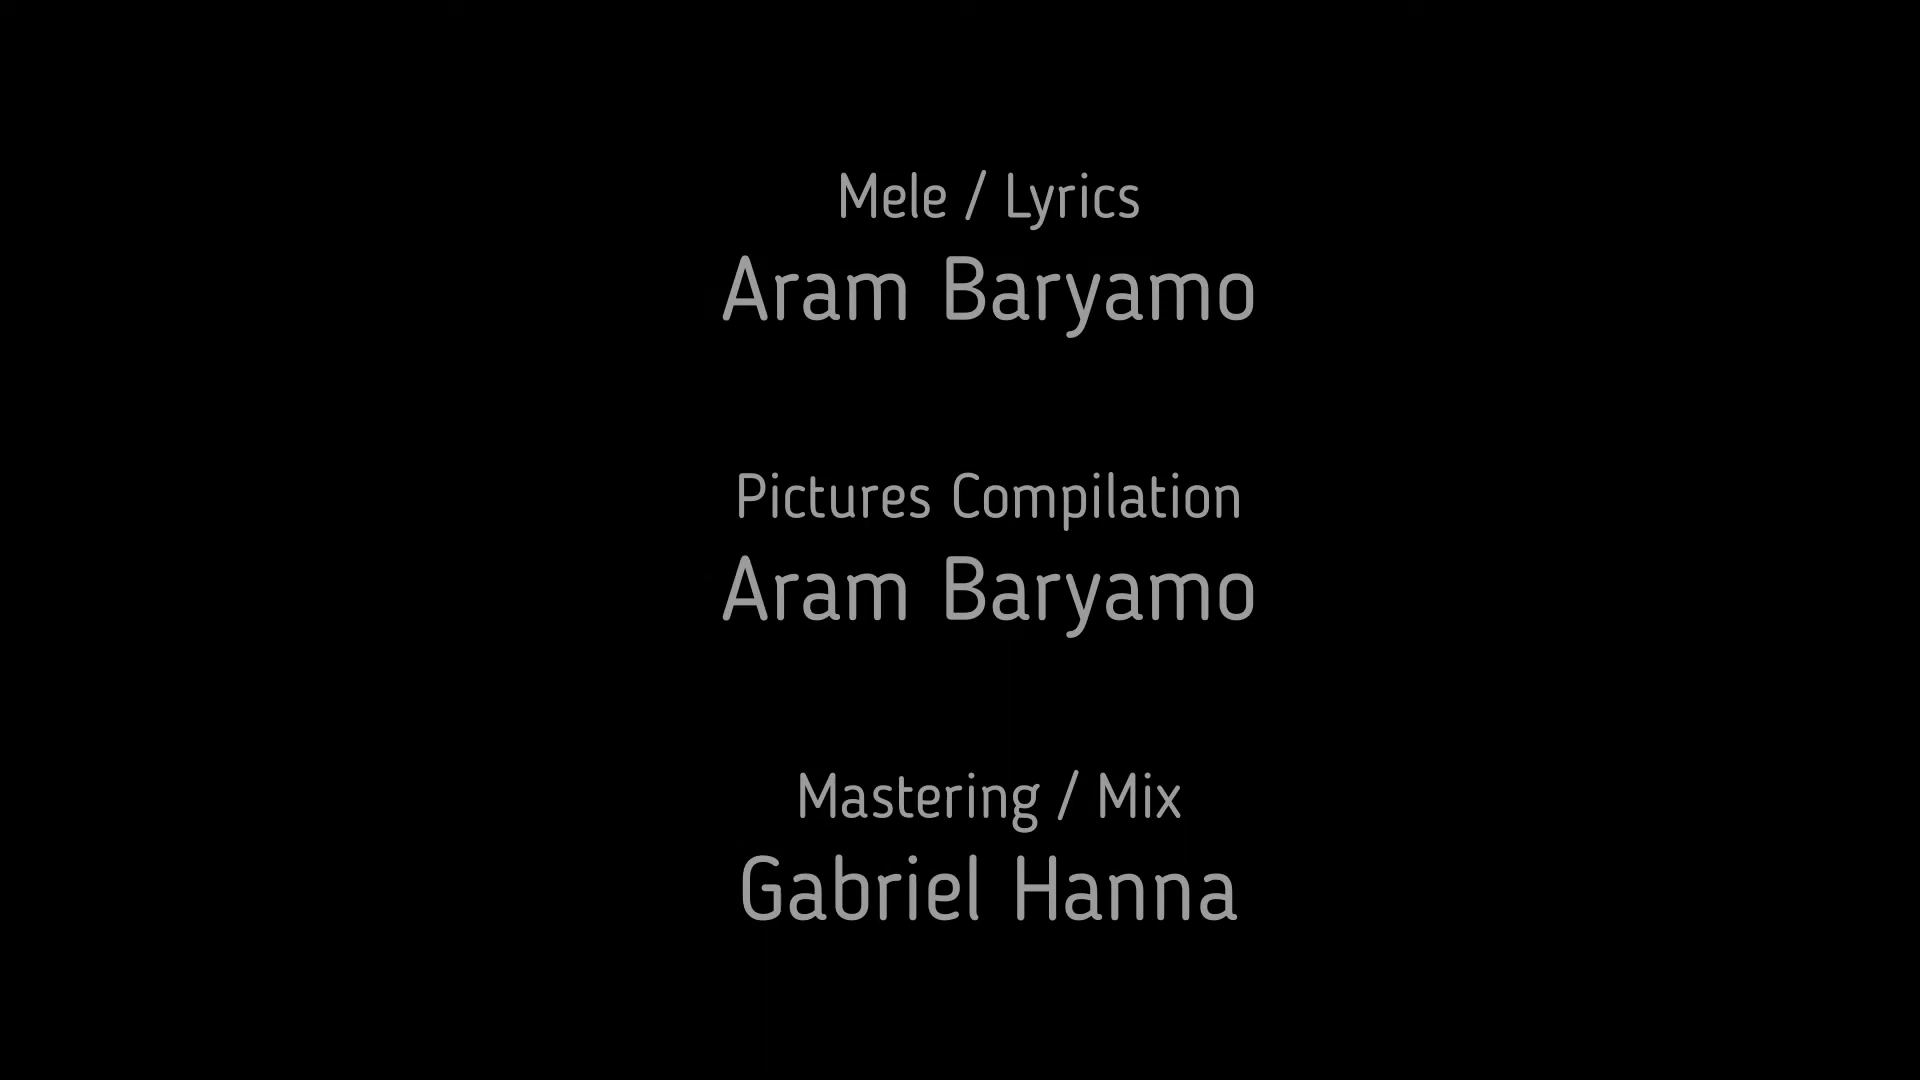 Mele / Lyrics
Aram Baryamo
Pictures Compilation
Aram Baryamo
Mastering / Mix
Gabriel Hanna